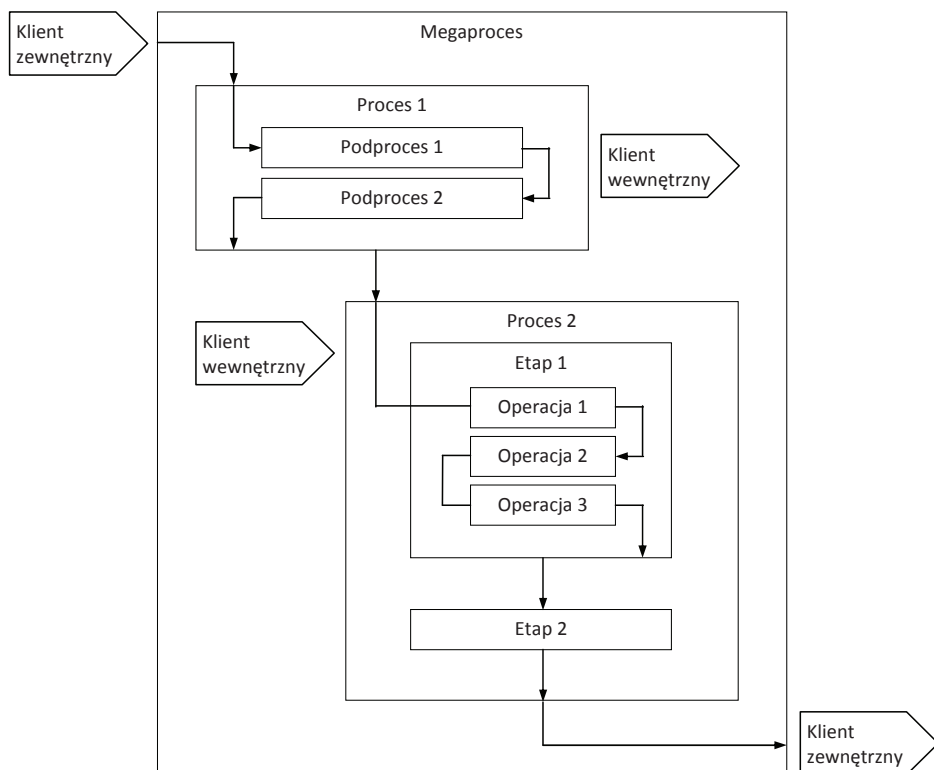 Klient
zewnętrzny
Megaproces
Proces 1
Podproces 1
Podproces 2
Klient
wewnętrzny
Klient
wewnętrzny
Proces 2
Etap 1
Operacja 1
Operacja 2
Operacja 3
Etap 2
Klient
zewnętrzny